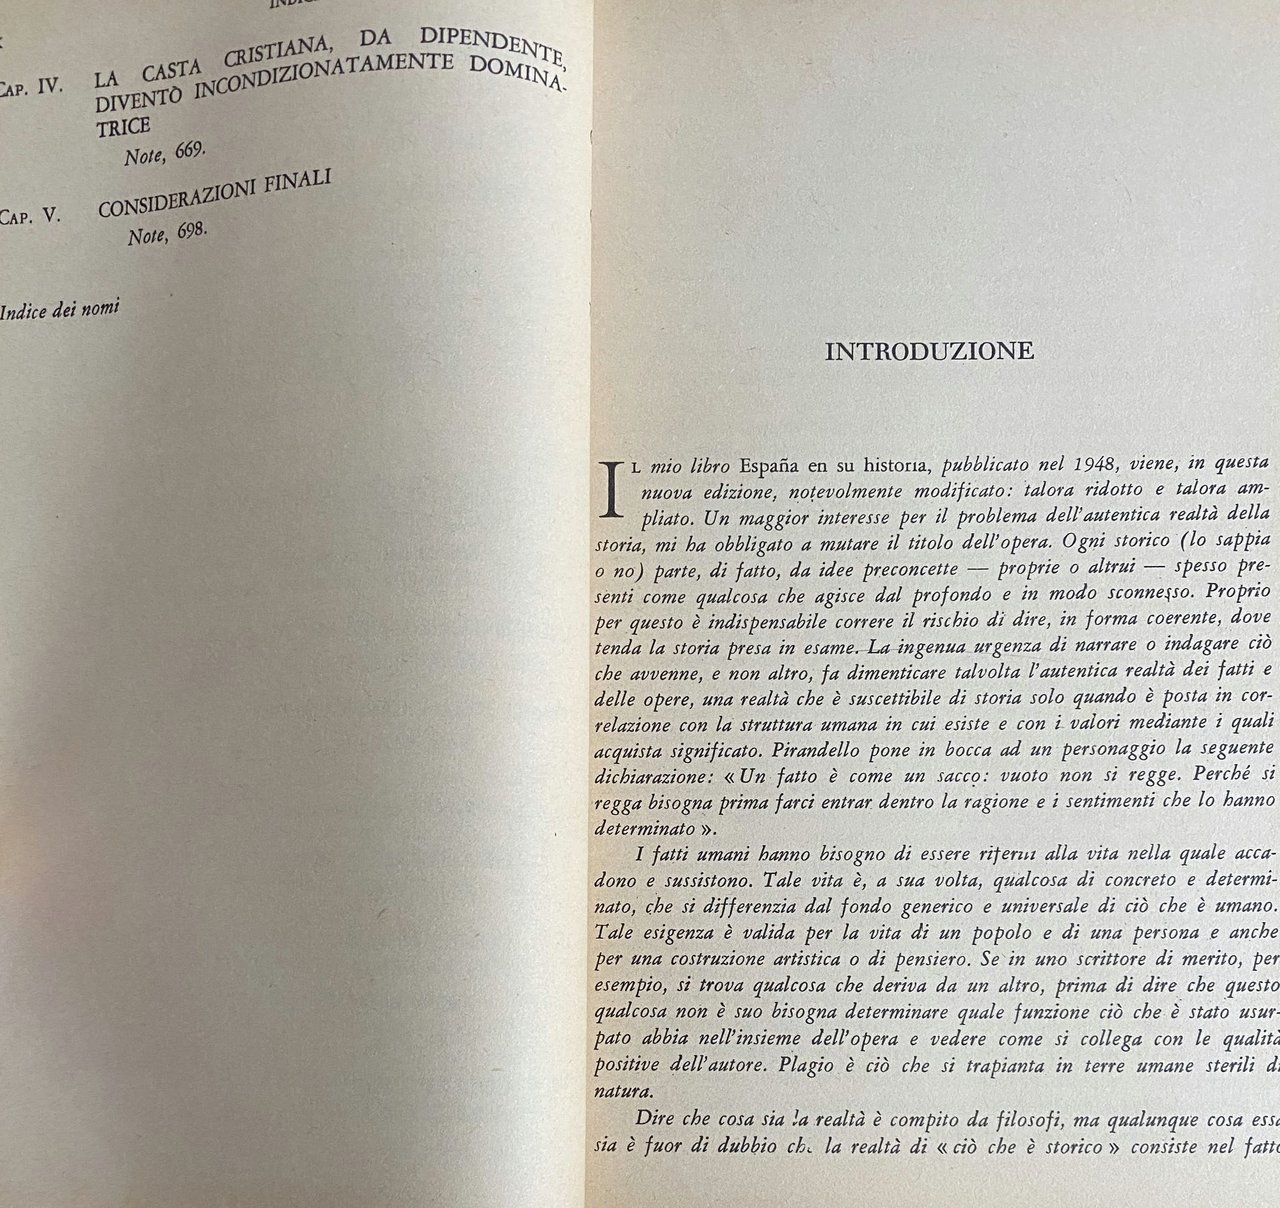 CAP. IV. LA CASTA CRISTIANA, DA DIPENDENTE,
DIVENTÒ INCONDIZIONATAMENTE DOMINA-
TRICE
Note, 669.
CAP. V. CONSIDERAZIONI FINALI
Note, 698.
Indice dei nomi
INTRODUZIONE
IL mio libro España en su historia, pubblicato nel 1948, viene, in questa
nuova edizione, notevolmente modificato: talora ridotto e talora am-
pliato. Un maggior interesse per il problema dell'autentica realtà della
storia, mi ha obbligato a mutare il titolo dell'opera. Ogni storico (lo sappia
o no) parte, di fatto, da idee preconcette — proprie o altrui — spesso pre-
senti come qualcosa che agisce dal profondo e in modo sconnesso. Proprio
per questo è indispensabile correre il rischio di dire, in forma coerente, dove
tenda la storia presa in esame. La ingenua urgenza di narrare o indagare ciò
che avvenne, e non altro, fa dimenticare talvolta l'autentica realtà dei fatti e
delle opere, una realtà che è suscettibile di storia solo quando è posta in cor-
relazione con la struttura umana in cui esiste e con i valori mediante i quali
acquista significato. Pirandello pone in bocca ad un personaggio la seguente
dichiarazione: «Un fatto è come un sacco: vuoto non si regge. Perché si
regga bisogna prima farci entrar dentro la ragione e i sentimenti che lo hanno
determinato».
I fatti umani hanno bisogno di essere riferiti alla vita nella quale acca-
dono e sussistono. Tale vita è, a sua volta, qualcosa di concreto e determi-
nato, che si differenzia dal fondo generico e universale di ciò che è umano.
Tale esigenza è valida per la vita di un popolo e di una persona e anche
per una costruzione artistica o di pensiero. Se in uno scrittore di merito, per
esempio, si trova qualcosa che deriva da un altro, prima di dire che questo
qualcosa non è suo bisogna determinare quale funzione ciò che è stato usur-
pato abbia nell'insieme dell'opera e vedere come si collega con le qualità
positive dell'autore. Plagio è ciò che si trapianta in terre umane sterili di
natura.
Dire che cosa sia la realtà è compito da filosofi, ma qualunque cosa essa
sia è fuor di dubbio che la realtà di «ciò che è storico» consiste nel fatto